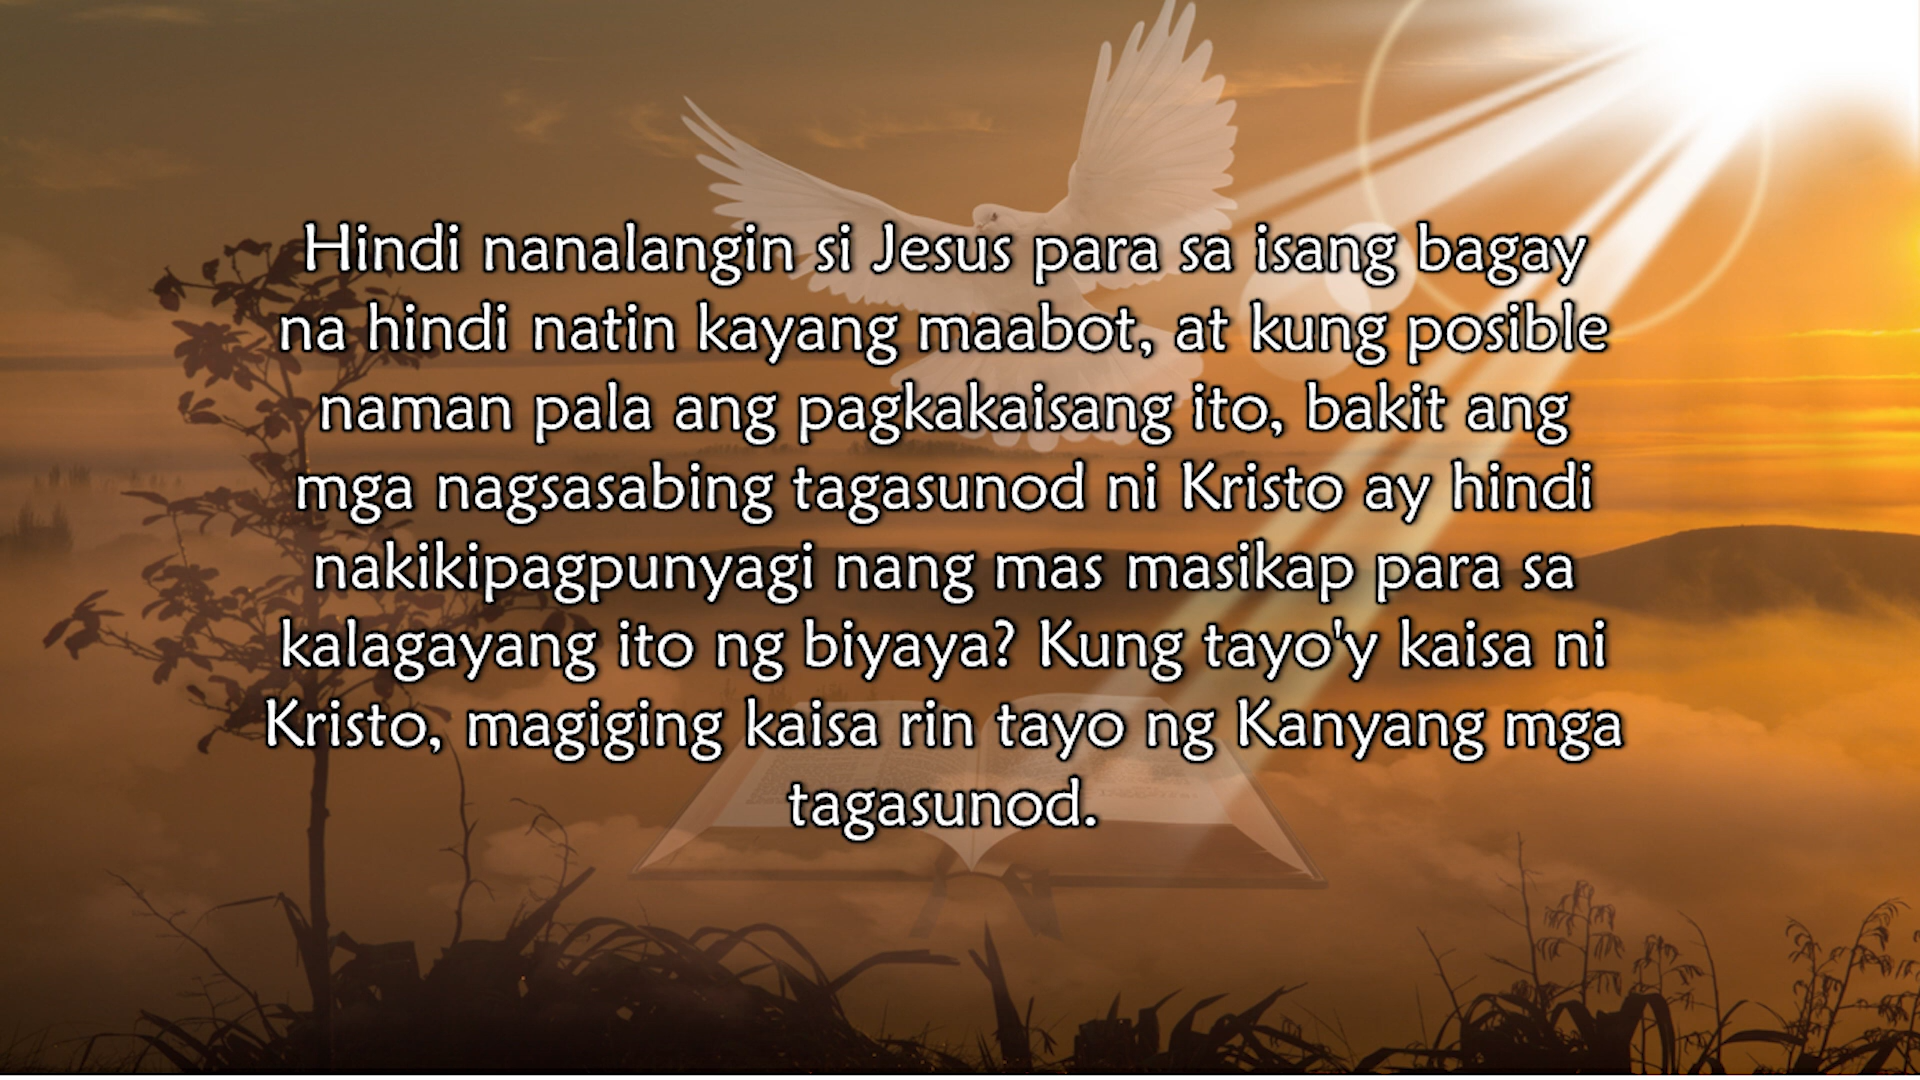 Hindi nanalangin si Jesus para sa isang bagay
na hindi natin kayang maabot, at kung posible
naman pala ang pagkakaisang ito, bakit ang
mga nagsasabing tagasunod ni Kristo ay hindi
nakikipagpunyagi nang mas masikap para sa
kalagayang ito ng biyaya? Kung tayo'y kaisa ni
Kristo, magiging kaisa rin tayo ng Kanyang mga
tagasunod.